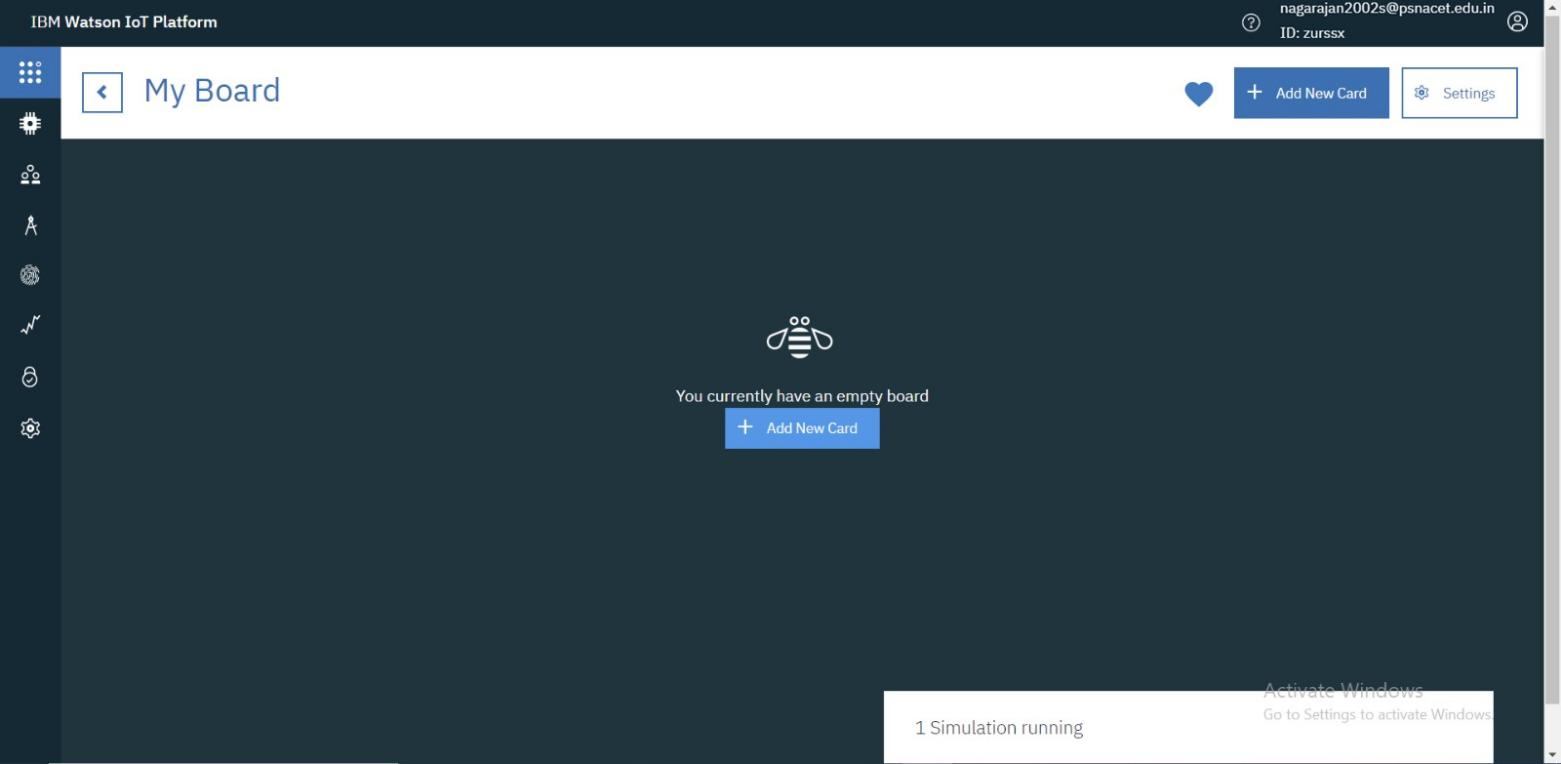 IBM Watson IoT Platform
nagarajan2002s@psnacet.edu.in
ID: zurssx
My Board
Add New Card
Settings
You currently have an empty board
Add New Card
Activate Windows
Go to Settings to activate Windows.
1 Simulation running